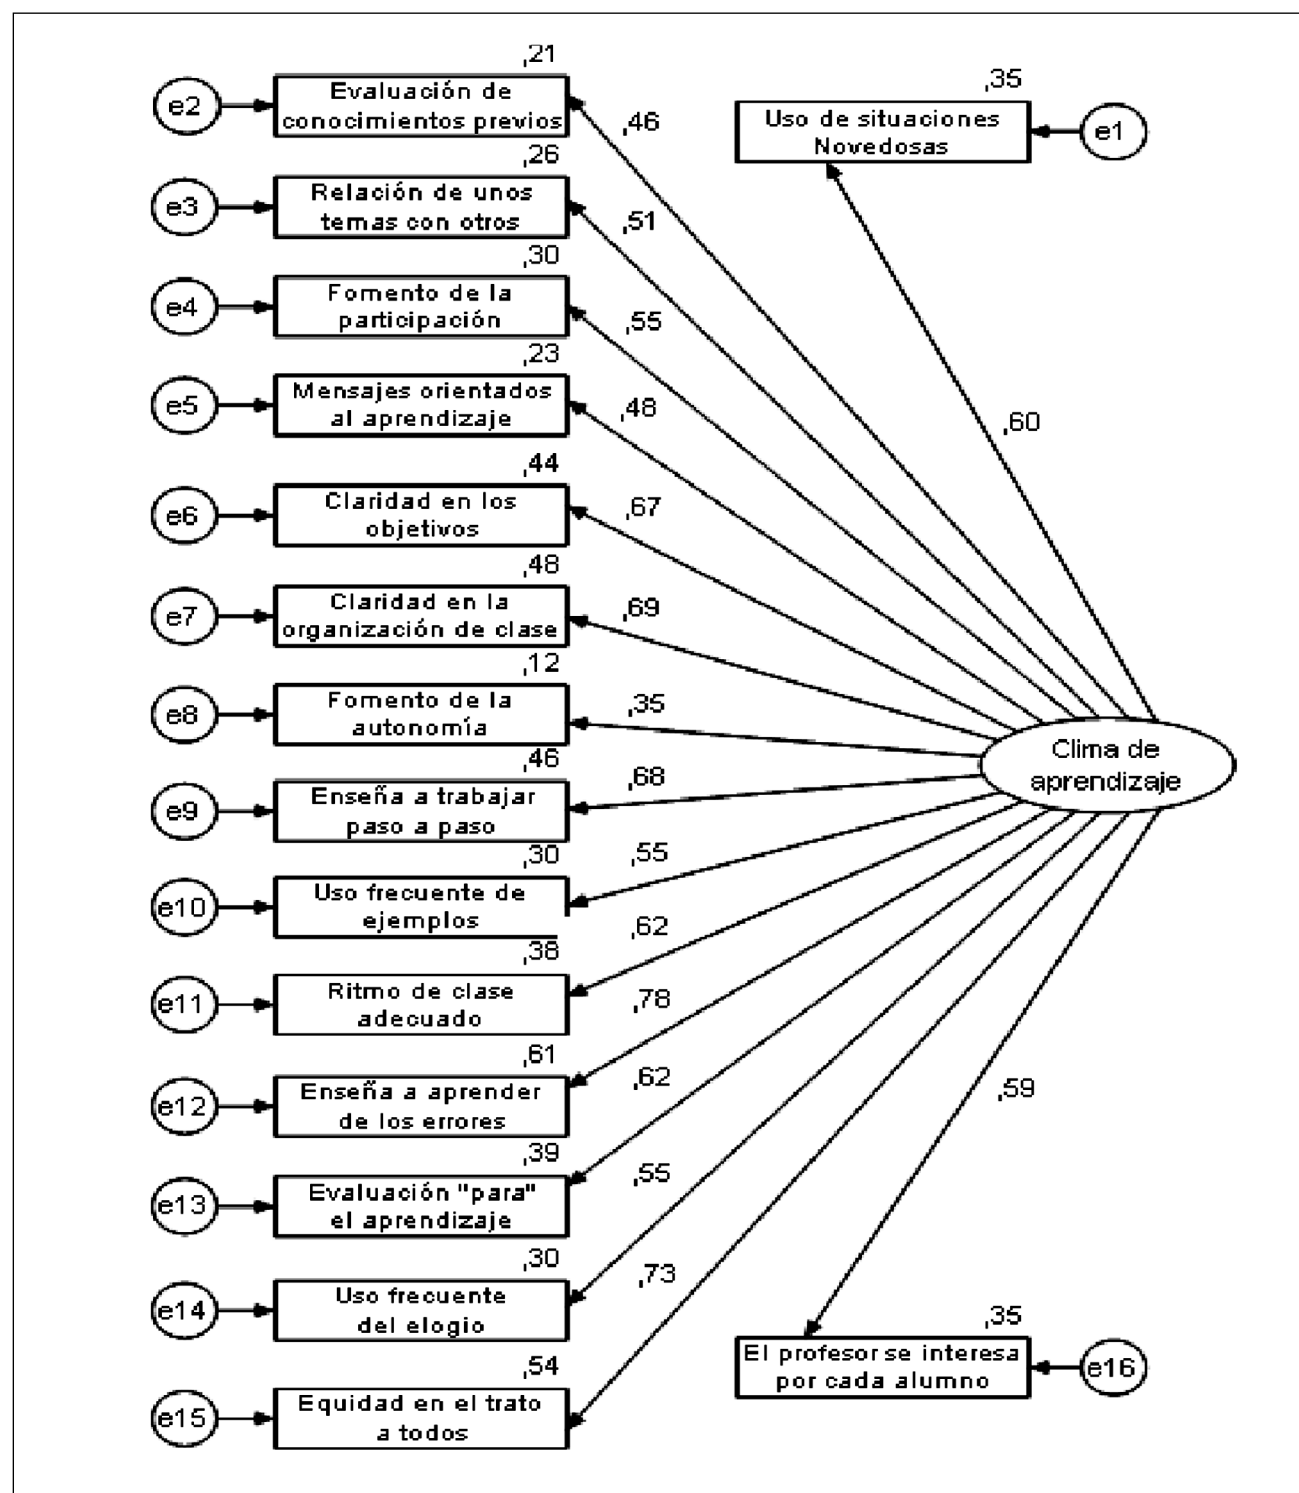 ,21
e2
Evaluación de
conocimientos previos
,46
,35
Uso de situaciones
Novedosas
e1
,26
e3
Relación de unos
temas con otros
,51
,30
e4
Fomento de la
participación
,55
,23
e5
Mensajes orientados
al aprendizaje
,48
,60
,44
e6
Claridad en los
objetivos
,67
,48
e7
Claridad en la
organización de clase
,69
,12
e8
Fomento de la
autonomía
,35
Clima de
aprendizaje
,46
e9
Enseña a trabajar
paso a paso
,68
,30
e10
Uso frecuente de
ejemplos
,55
,38
e11
Ritmo de clase
adecuado
,62
,61
e12
Enseña a aprender
de los errores
,78
,39
e13
Evaluación "para"
el aprendizaje
,62
,59
,30
e14
Uso frecuente
del elogio
,55
,54
e15
Equidad en el trato
a todos
,73
,35
El profesor se interesa
por cada alumno
e16